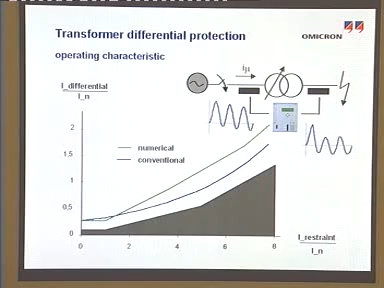 Transformer differential protection
OMICRON
operating characteristic
iμ
I_differential
I_n
2
1,5
1
0,5
0
numerical
conventional
0
2
4
6
8
I_restraint
I_n